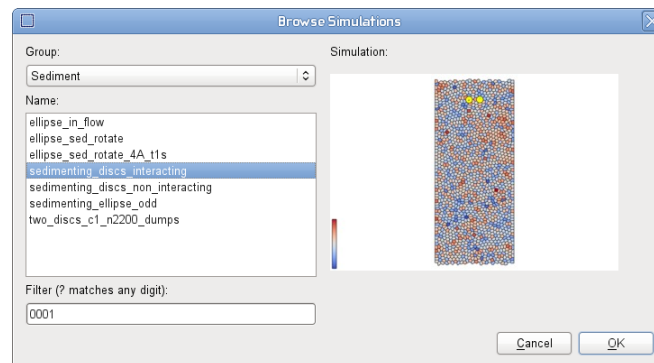 Browse Simulations
Group:
Sediment
Name:
ellipse_in_flow
ellipse_sed_rotate
ellipse_sed_rotate_4A_t1s
sedimenting_discs_interacting
sedimenting_discs_non_interacting
sedimenting_ellipse_odd
two_discs_c1_n2200_dumps
Filter (? matches any digit):
0001
Simulation:
Cancel
OK